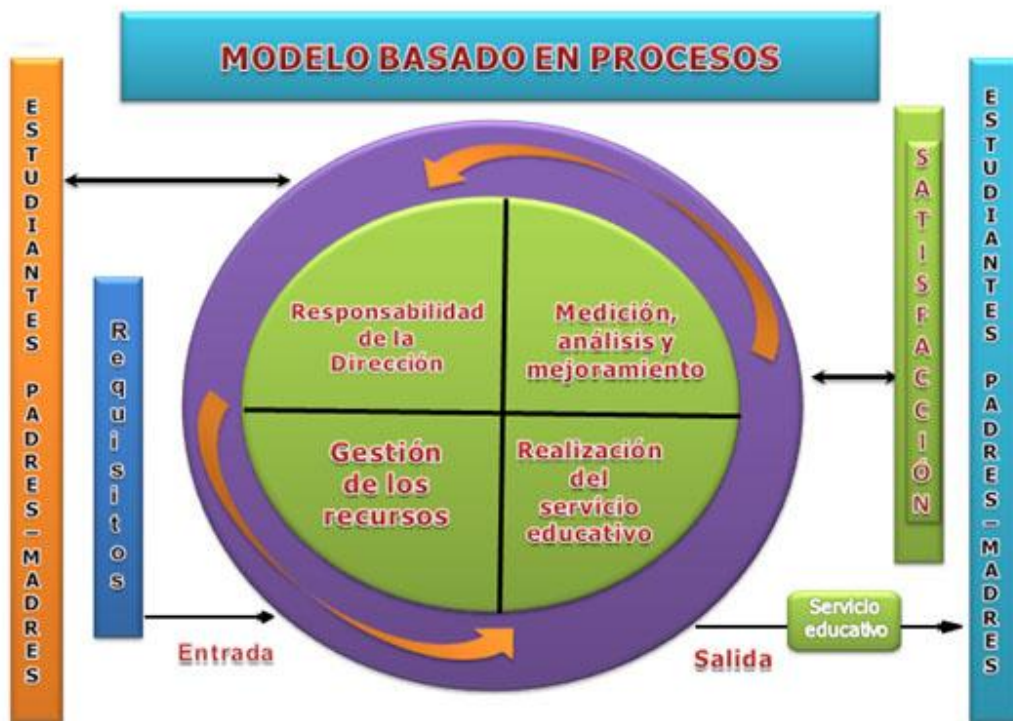 MODELO BASADO EN PROCESOS
ESTUDIANTES PADRES-MADRES
Requisitos
Responsabilidad
de la
Dirección
Medición,
análisis y
mejoramiento
Gestión
de los
recursos
Realización
del
servicio
educativo
Entrada
Salida
Servicio
educativo
SATISFACCIÓN
ESTUDIANTES PADRES-MADRES